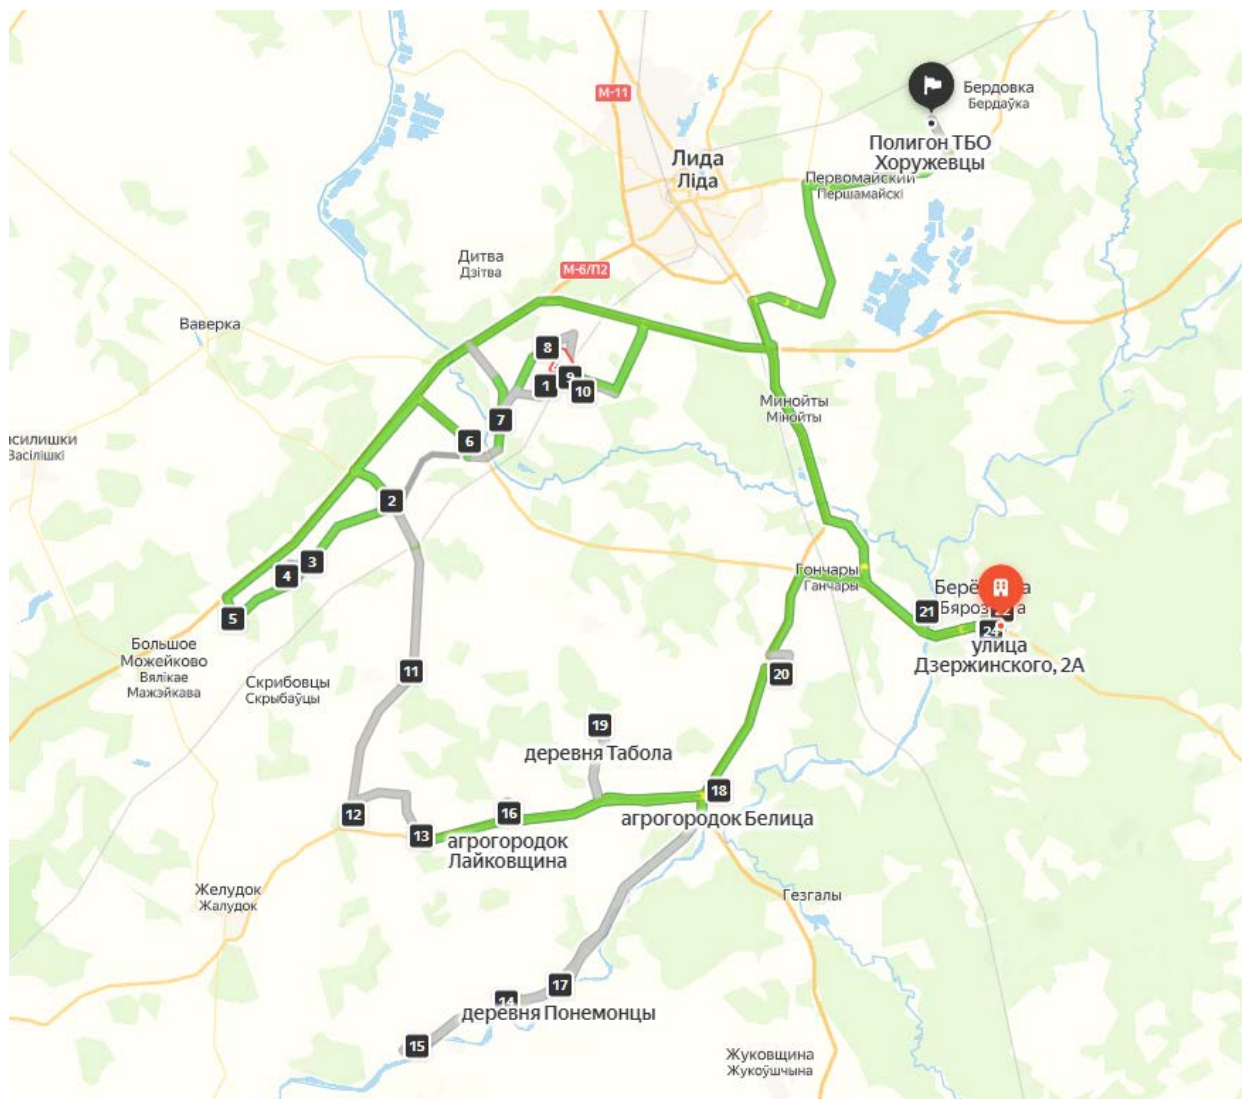 М-11
Бердовка
Бердаўка
Полигон ТБО
Хоружевцы
Лида
Ліда
Первомайский
Першамайскі
Дитва
Дзітва
М-6/П2
Ваверка
8
9
1
10
Минойты
Мінойты
7
6
силишки
Васілішкі
2
3
4
5
Гончары
Ганчары
21
24
улица
Дзержинского, 2А
Большое
Можейково
Вялікае
Мажэйкава
Скрибовцы
Скрыбаўцы
11
20
19
деревня Табола
18
агрогородок Белица
12
16
13
агрогородок
Лайковщина
Желудок
Жалудок
Гезгалы
17
14
деревня Понемонцы
15
Жуковщина
Жукоўшчына